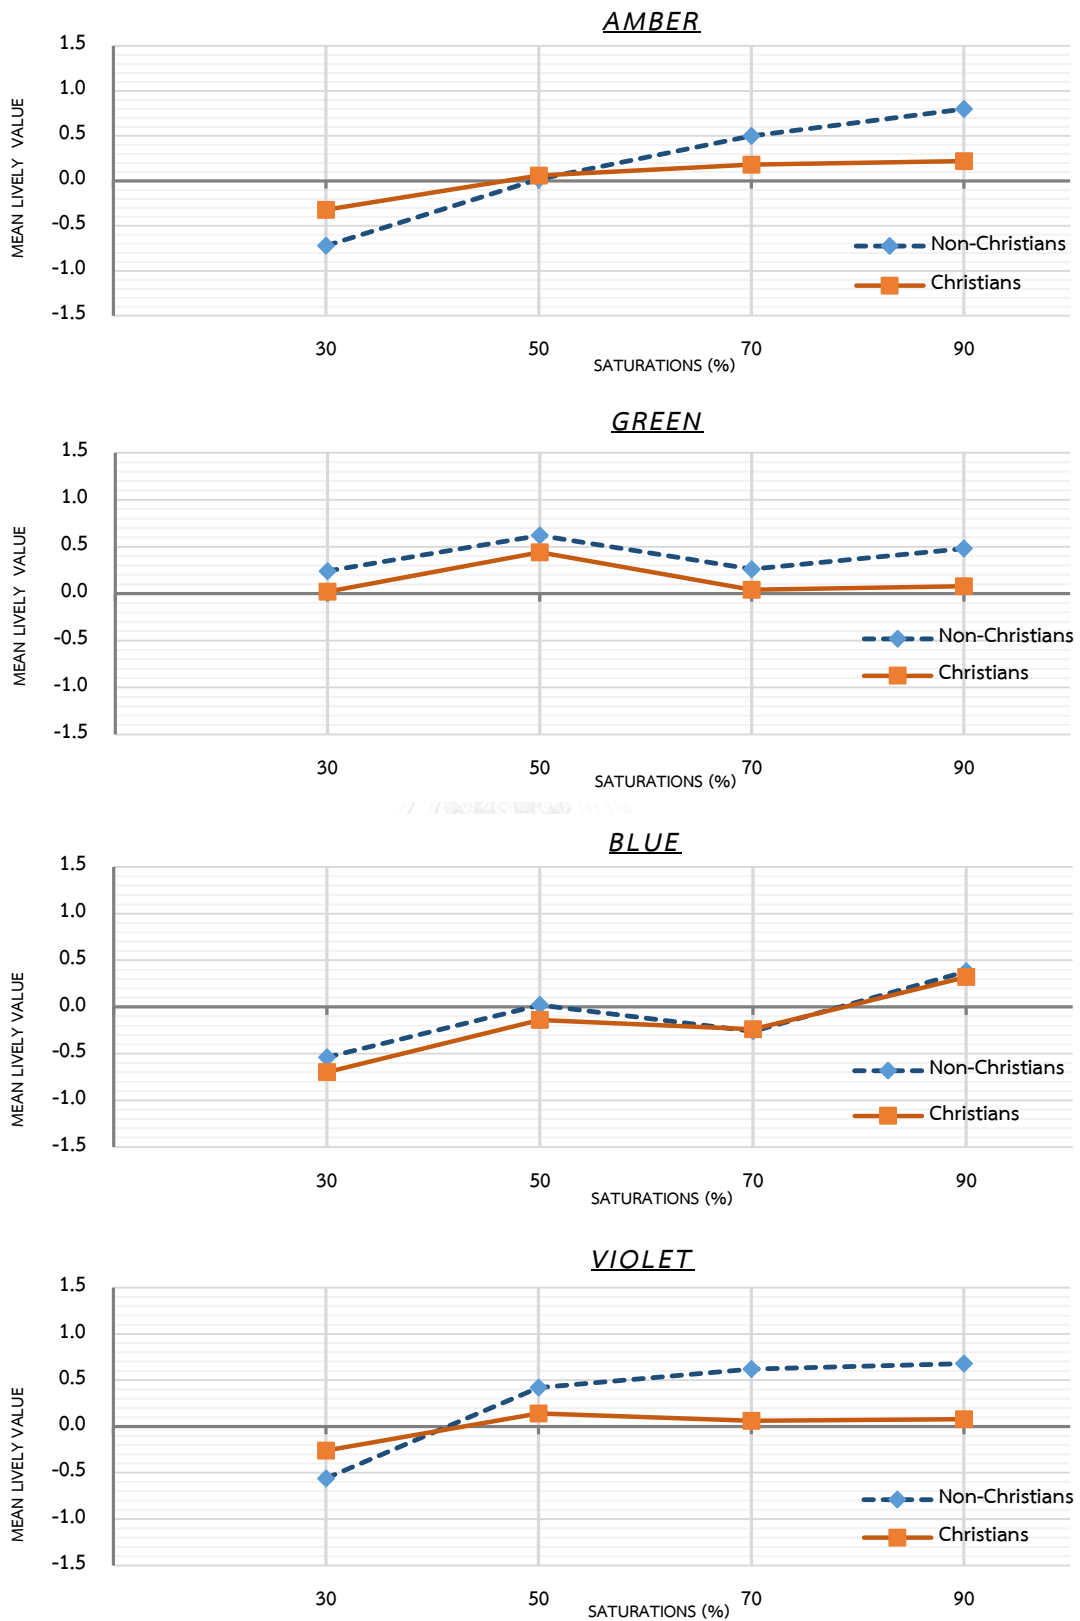 AMBER
1.5
1.0
0.5
0.0
-0.5
-1.0
-1.5
MEAN LIVELY VALUE
Non-Christians
Christians
30 50 70 90
SATURATIONS (%)
GREEN
1.5
1.0
0.5
0.0
-0.5
-1.0
-1.5
MEAN LIVELY VALUE
Non-Christians
Christians
30 50 70 90
SATURATIONS (%)
BLUE
1.5
1.0
0.5
0.0
-0.5
-1.0
-1.5
MEAN LIVELY VALUE
Non-Christians
Christians
30 50 70 90
SATURATIONS (%)
VIOLET
1.5
1.0
0.5
0.0
-0.5
-1.0
-1.5
MEAN LIVELY VALUE
Non-Christians
Christians
30 50 70 90
SATURATIONS (%)